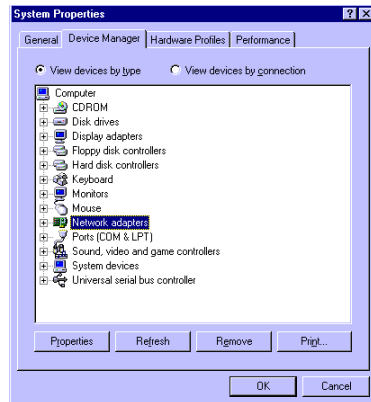 System Properties
General Device Manager Hardware Profiles Performance
View devices by type View devices by connection
Computer
CDROM
Disk drives
Display adapters
Floppy disk controllers
Hard disk controllers
Keyboard
Monitors
Mouse
Network adapters
Ports (COM & LPT)
Sound, video and game controllers
System devices
Universal serial bus controller
Properties Refresh Remove Print...
OK Cancel